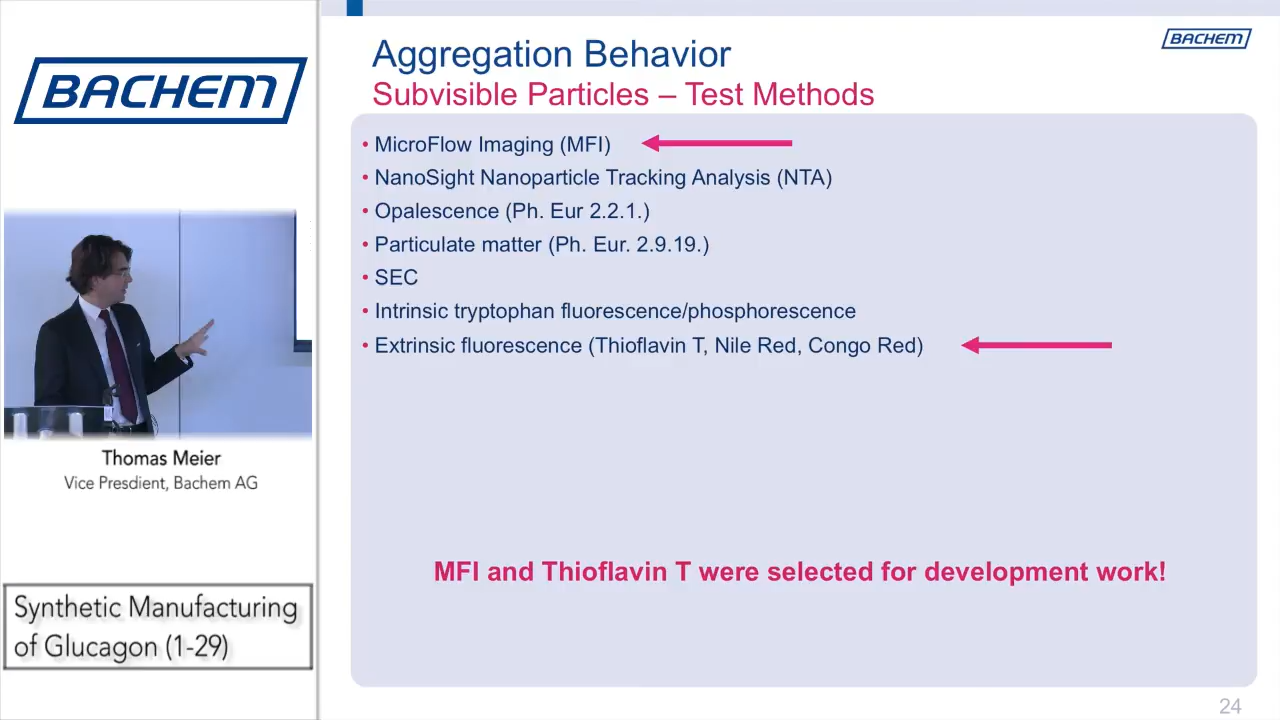 BACHEM
Thomas Meier
Vice Presdient, Bachem AG
Synthetic Manufacturing
of Glucagon (1-29)
BACHEM
Aggregation Behavior
Subvisible Particles – Test Methods
• MicroFlow Imaging (MFI)
• NanoSight Nanoparticle Tracking Analysis (NTA)
• Opalescence (Ph. Eur 2.2.1.)
• Particulate matter (Ph. Eur. 2.9.19.)
• SEC
• Intrinsic tryptophan fluorescence/phosphorescence
• Extrinsic fluorescence (Thioflavin T, Nile Red, Congo Red)
MFI and Thioflavin T were selected for development work!
24